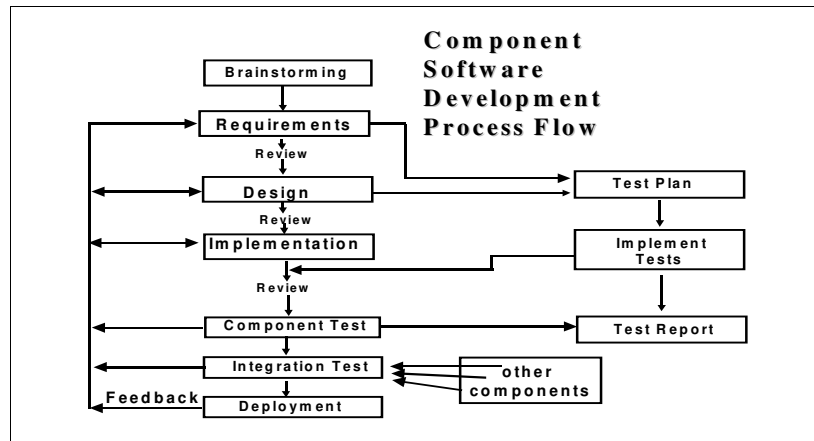 Component
Software
Development
Process Flow
Brainstorming
Requirements
Review
Design
Test Plan
Review
Implementation
Implement
Tests
Review
Component Test
Test Report
Integration Test
other
components
Feedback
Deployment